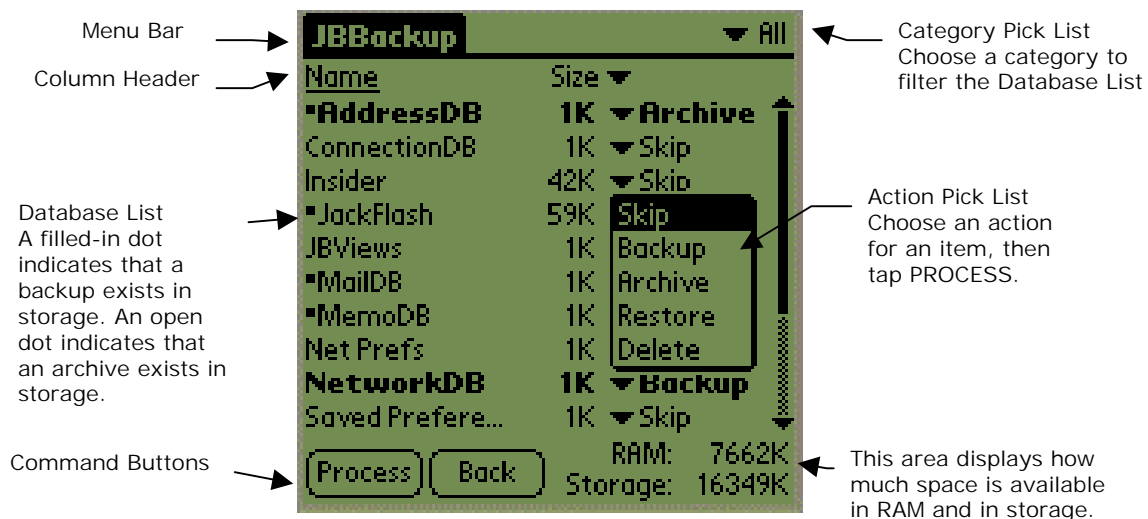 Menu Bar
Column Header
Database List
A filled-in dot
indicates that a
backup exists in
storage. An open
dot indicates that
an archive exists in
storage.
Command Buttons
JBBackup
All
Name Size
AddressDB 1K Archive
ConnectionDB 1K Skip
Insider 42K Skip
JackFlash 59K
JBViews 1K
MailDB 1K
MemoDB 1K
Net Prefs 1K
NetworkDB 1K Backup
Saved Prefere... 1K Skip
Skip
Backup
Archive
Restore
Delete
Process Back
RAM: 7662K
Storage: 16349K
Category Pick List
Choose a category to
filter the Database List
Action Pick List
Choose an action
for an item, then
tap PROCESS.
This area displays how
much space is available
in RAM and in storage.